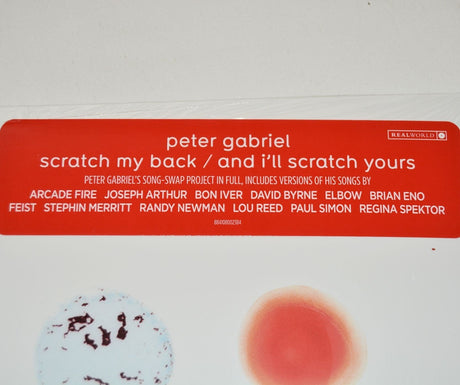 REALWORLD
peter gabriel
scratch my back / and i'll scratch yours
PETER GABRIEL'S SONG-SWAP PROJECT IN FULL, INCLUDES VERSIONS OF HIS SONGS BY
ARCADE FIRE JOSEPH ARTHUR BON IVER DAVID BYRNE ELBOW BRIAN ENO
FEIST STEPHIN MERRITT RANDY NEWMAN LOU REED PAUL SIMON REGINA SPEKTOR